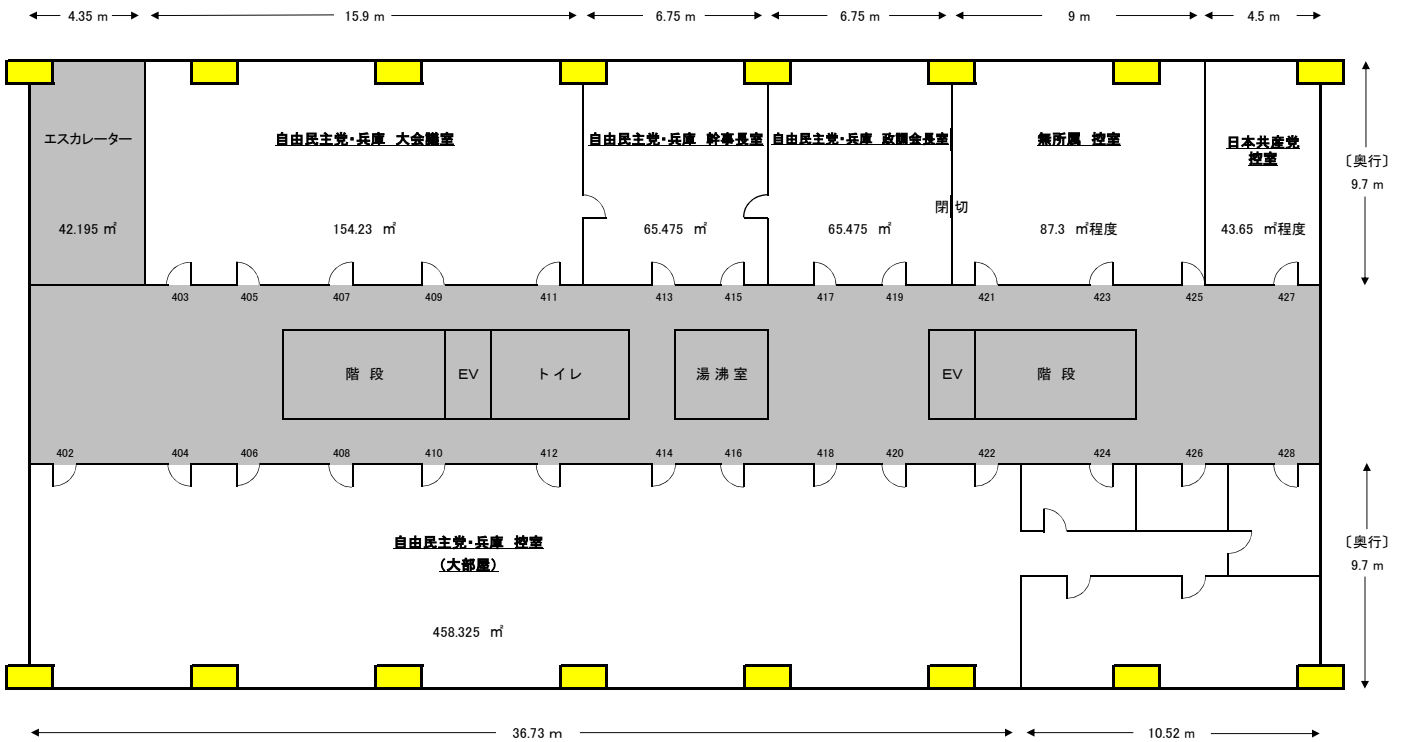 4.35 m
15.9 m
6.75 m
6.75 m
9 m
4.5 m
エスカレーター
自由民主党・兵庫 大会議室
自由民主党・兵庫 幹事長室
自由民主党・兵庫 政調会長室
無所属 控室
日本共産党
控室
〔奥行〕
9.7 m
閉切
42.195 ㎡
154.23 ㎡
65.475 ㎡
65.475 ㎡
87.3 ㎡程度
43.65 ㎡程度
403
405
407
409
411
413
415
417
419
421
423
425
427
階 段
EV
トイレ
湯 沸 室
EV
階 段
402
404
406
408
410
412
414
416
418
420
422
424
426
428
自由民主党・兵庫 控室
（大部屋）
〔奥行〕
9.7 m
458.325 ㎡
36.73 m
10.52 m